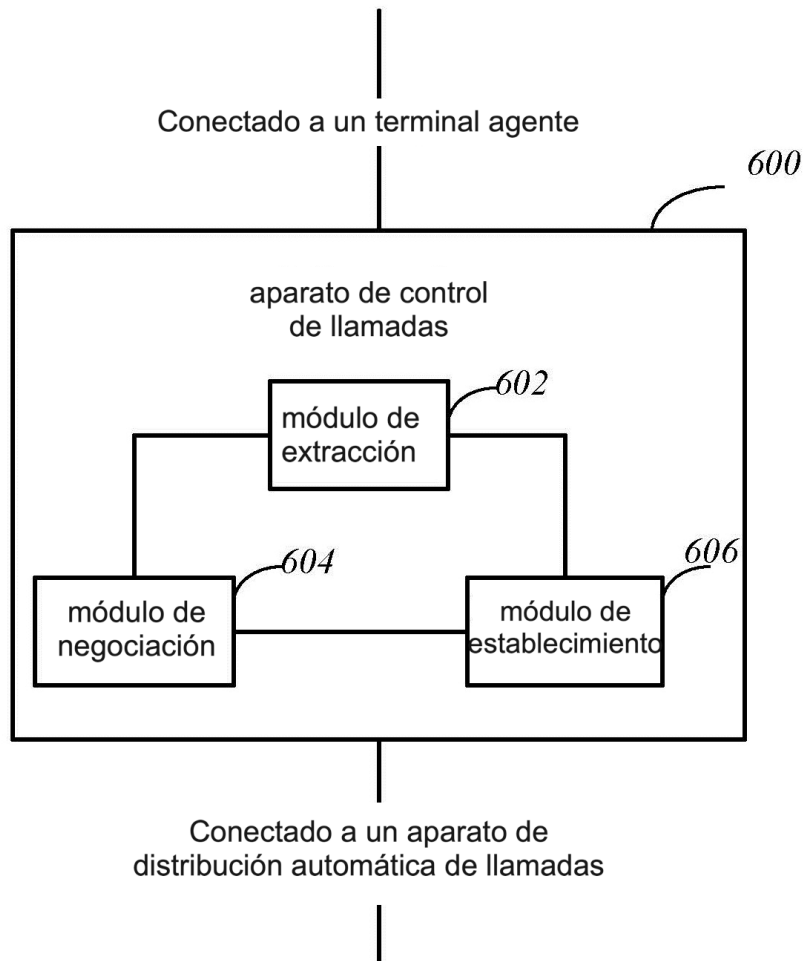 Conectado a un terminal agente
600
aparato de control
de llamadas
602
módulo de
extracción
604
606
módulo de
negociación
módulo de
establecimiento
Conectado a un aparato de
distribución automática de llamadas